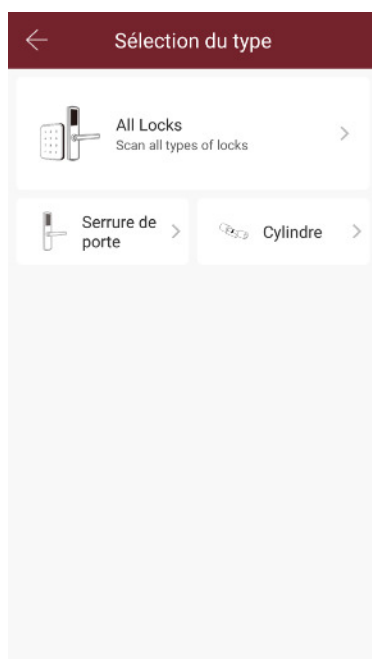 Sélection du type
All Locks
Scan all types of locks
Serrure de
porte
Cylindre